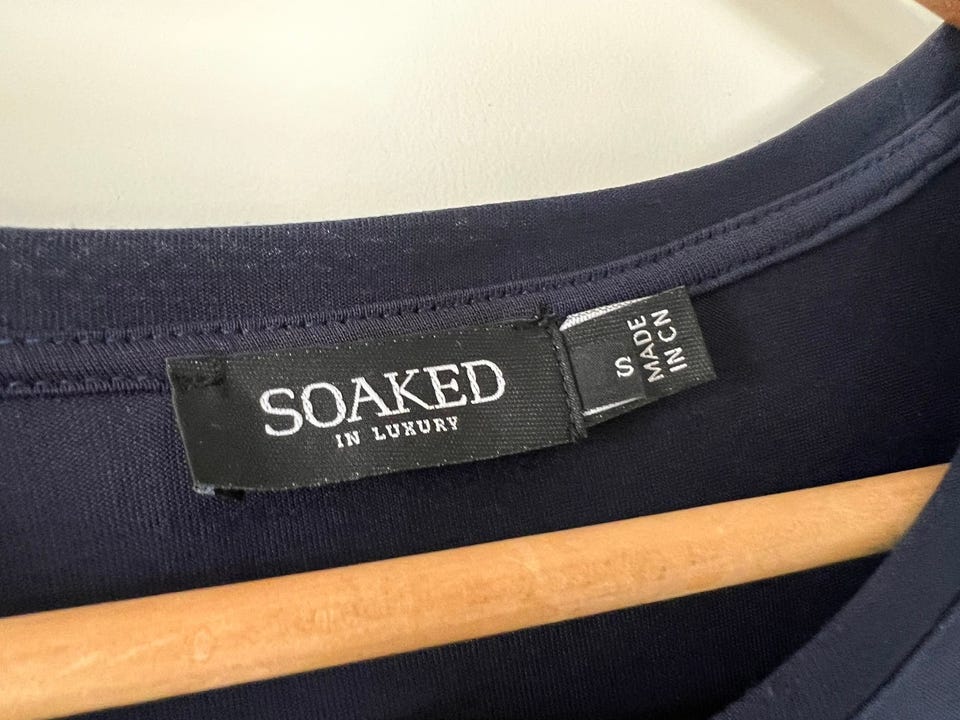 SOAKED
IN LUXURY
S
MADE
IN CN